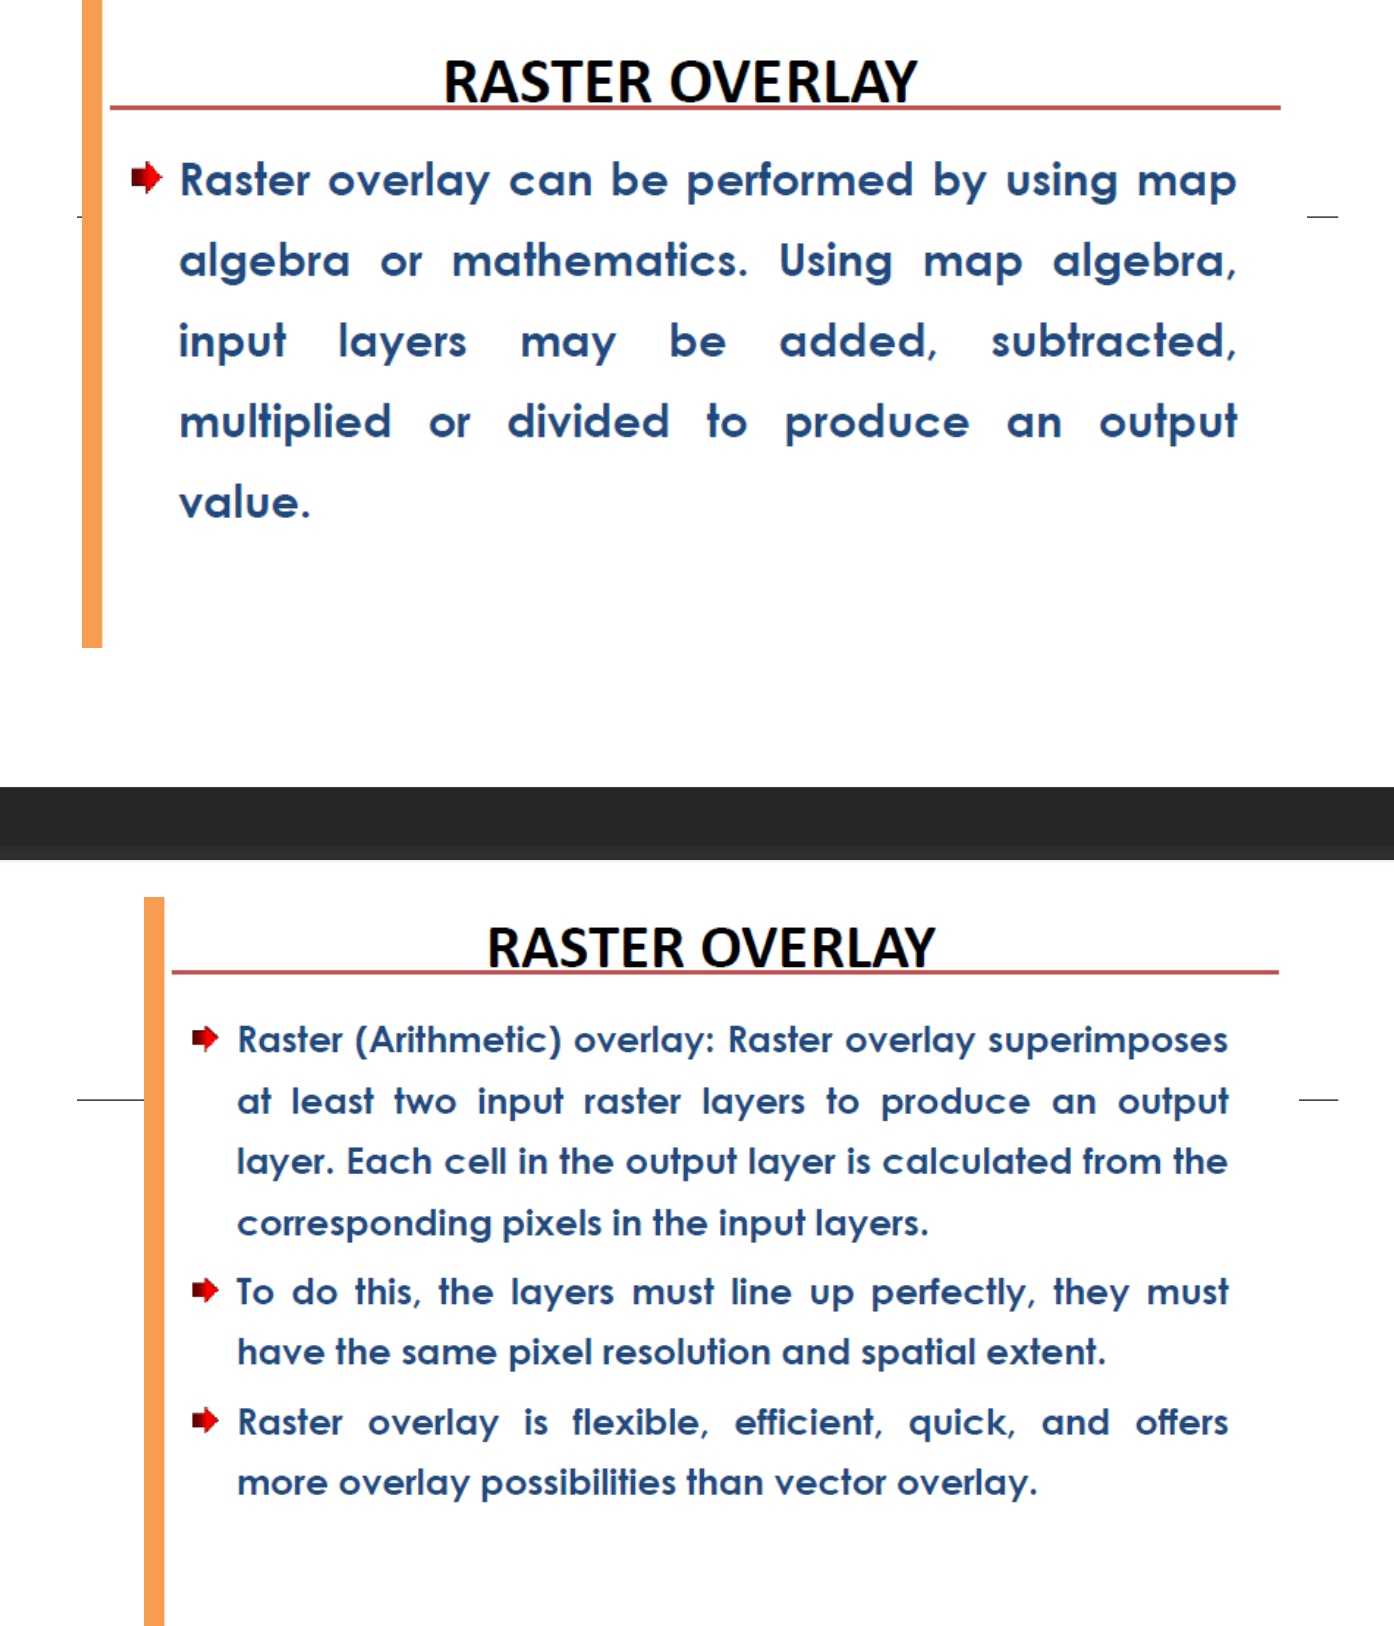 RASTER OVERLAY
Raster overlay can be performed by using map
algebra or mathematics. Using map algebra,
input layers may be added, subtracted,
multiplied or divided to produce an output
value.
RASTER OVERLAY
Raster (Arithmetic) overlay: Raster overlay superimposes
at least two input raster layers to produce an output
layer. Each cell in the output layer is calculated from the
corresponding pixels in the input layers.
To do this, the layers must line up perfectly, they must
have the same pixel resolution and spatial extent.
Raster overlay is flexible, efficient, quick, and offers
more overlay possibilities than vector overlay.